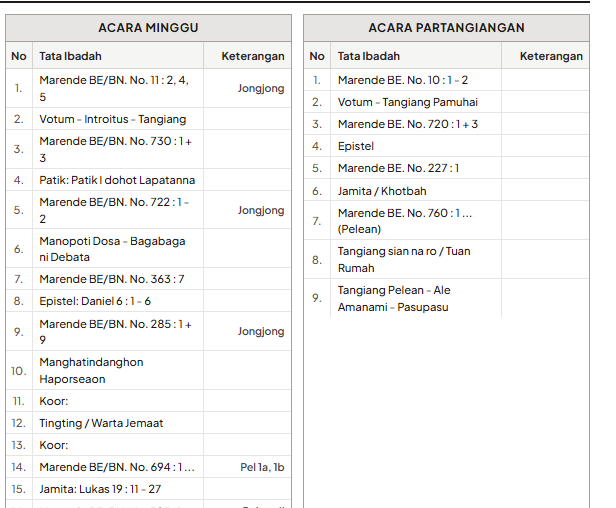 ACARA MINGGU
No Tata Ibadah Keterangan
1. Marende BE/BN. No. 11 : 2, 4, Jongjong
5
2. Votum – Introitus – Tangiang
3. Marende BE/BN. No. 730 : 1 +
3
4. Patik: Patik I dohot Lapatanna
5. Marende BE/BN. No. 722 : 1 – Jongjong
2
6. Manopoti Dosa – Bagabaga
ni Debata
7. Marende BE/BN. No. 363 : 7
8. Epistel: Daniel 6 : 1 – 6
9. Marende BE/BN. No. 285 : 1 + Jongjong
9
10. Manghatindanghon
Haporseaon
11. Koor:
12. Tingting / Warta Jemaat
13. Koor:
14. Marende BE/BN. No. 694 : 1 ... Pel 1a, 1b
15. Jamita: Lukas 19 : 11 – 27
ACARA PARTANGIANGAN
No Tata Ibadah Keterangan
1. Marende BE. No. 10 : 1 – 2
2. Votum – Tangiang Pamuhai
3. Marende BE. No. 720 : 1 + 3
4. Epistel
5. Marende BE. No. 227 : 1
6. Jamita / Khotbah
7. Marende BE. No. 760 : 1 ...
(Pelean)
8. Tangiang sian na ro / Tuan
Rumah
9. Tangiang Pelean – Ale
Amanami – Pasupasu